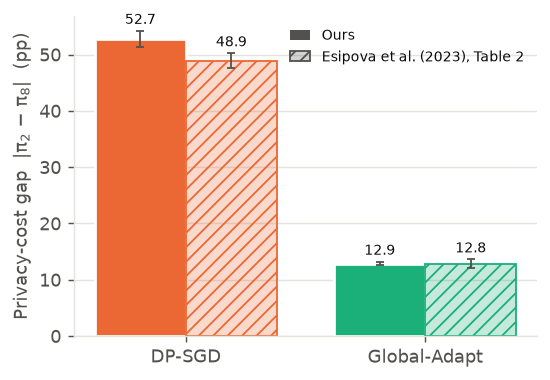 52.7
48.9
12.9
12.8
Ours
Esipova et al. (2023), Table 2
Privacy-cost gap |π₂ − π₈| (pp)
50
40
30
20
10
0
DP-SGD
Global-Adapt